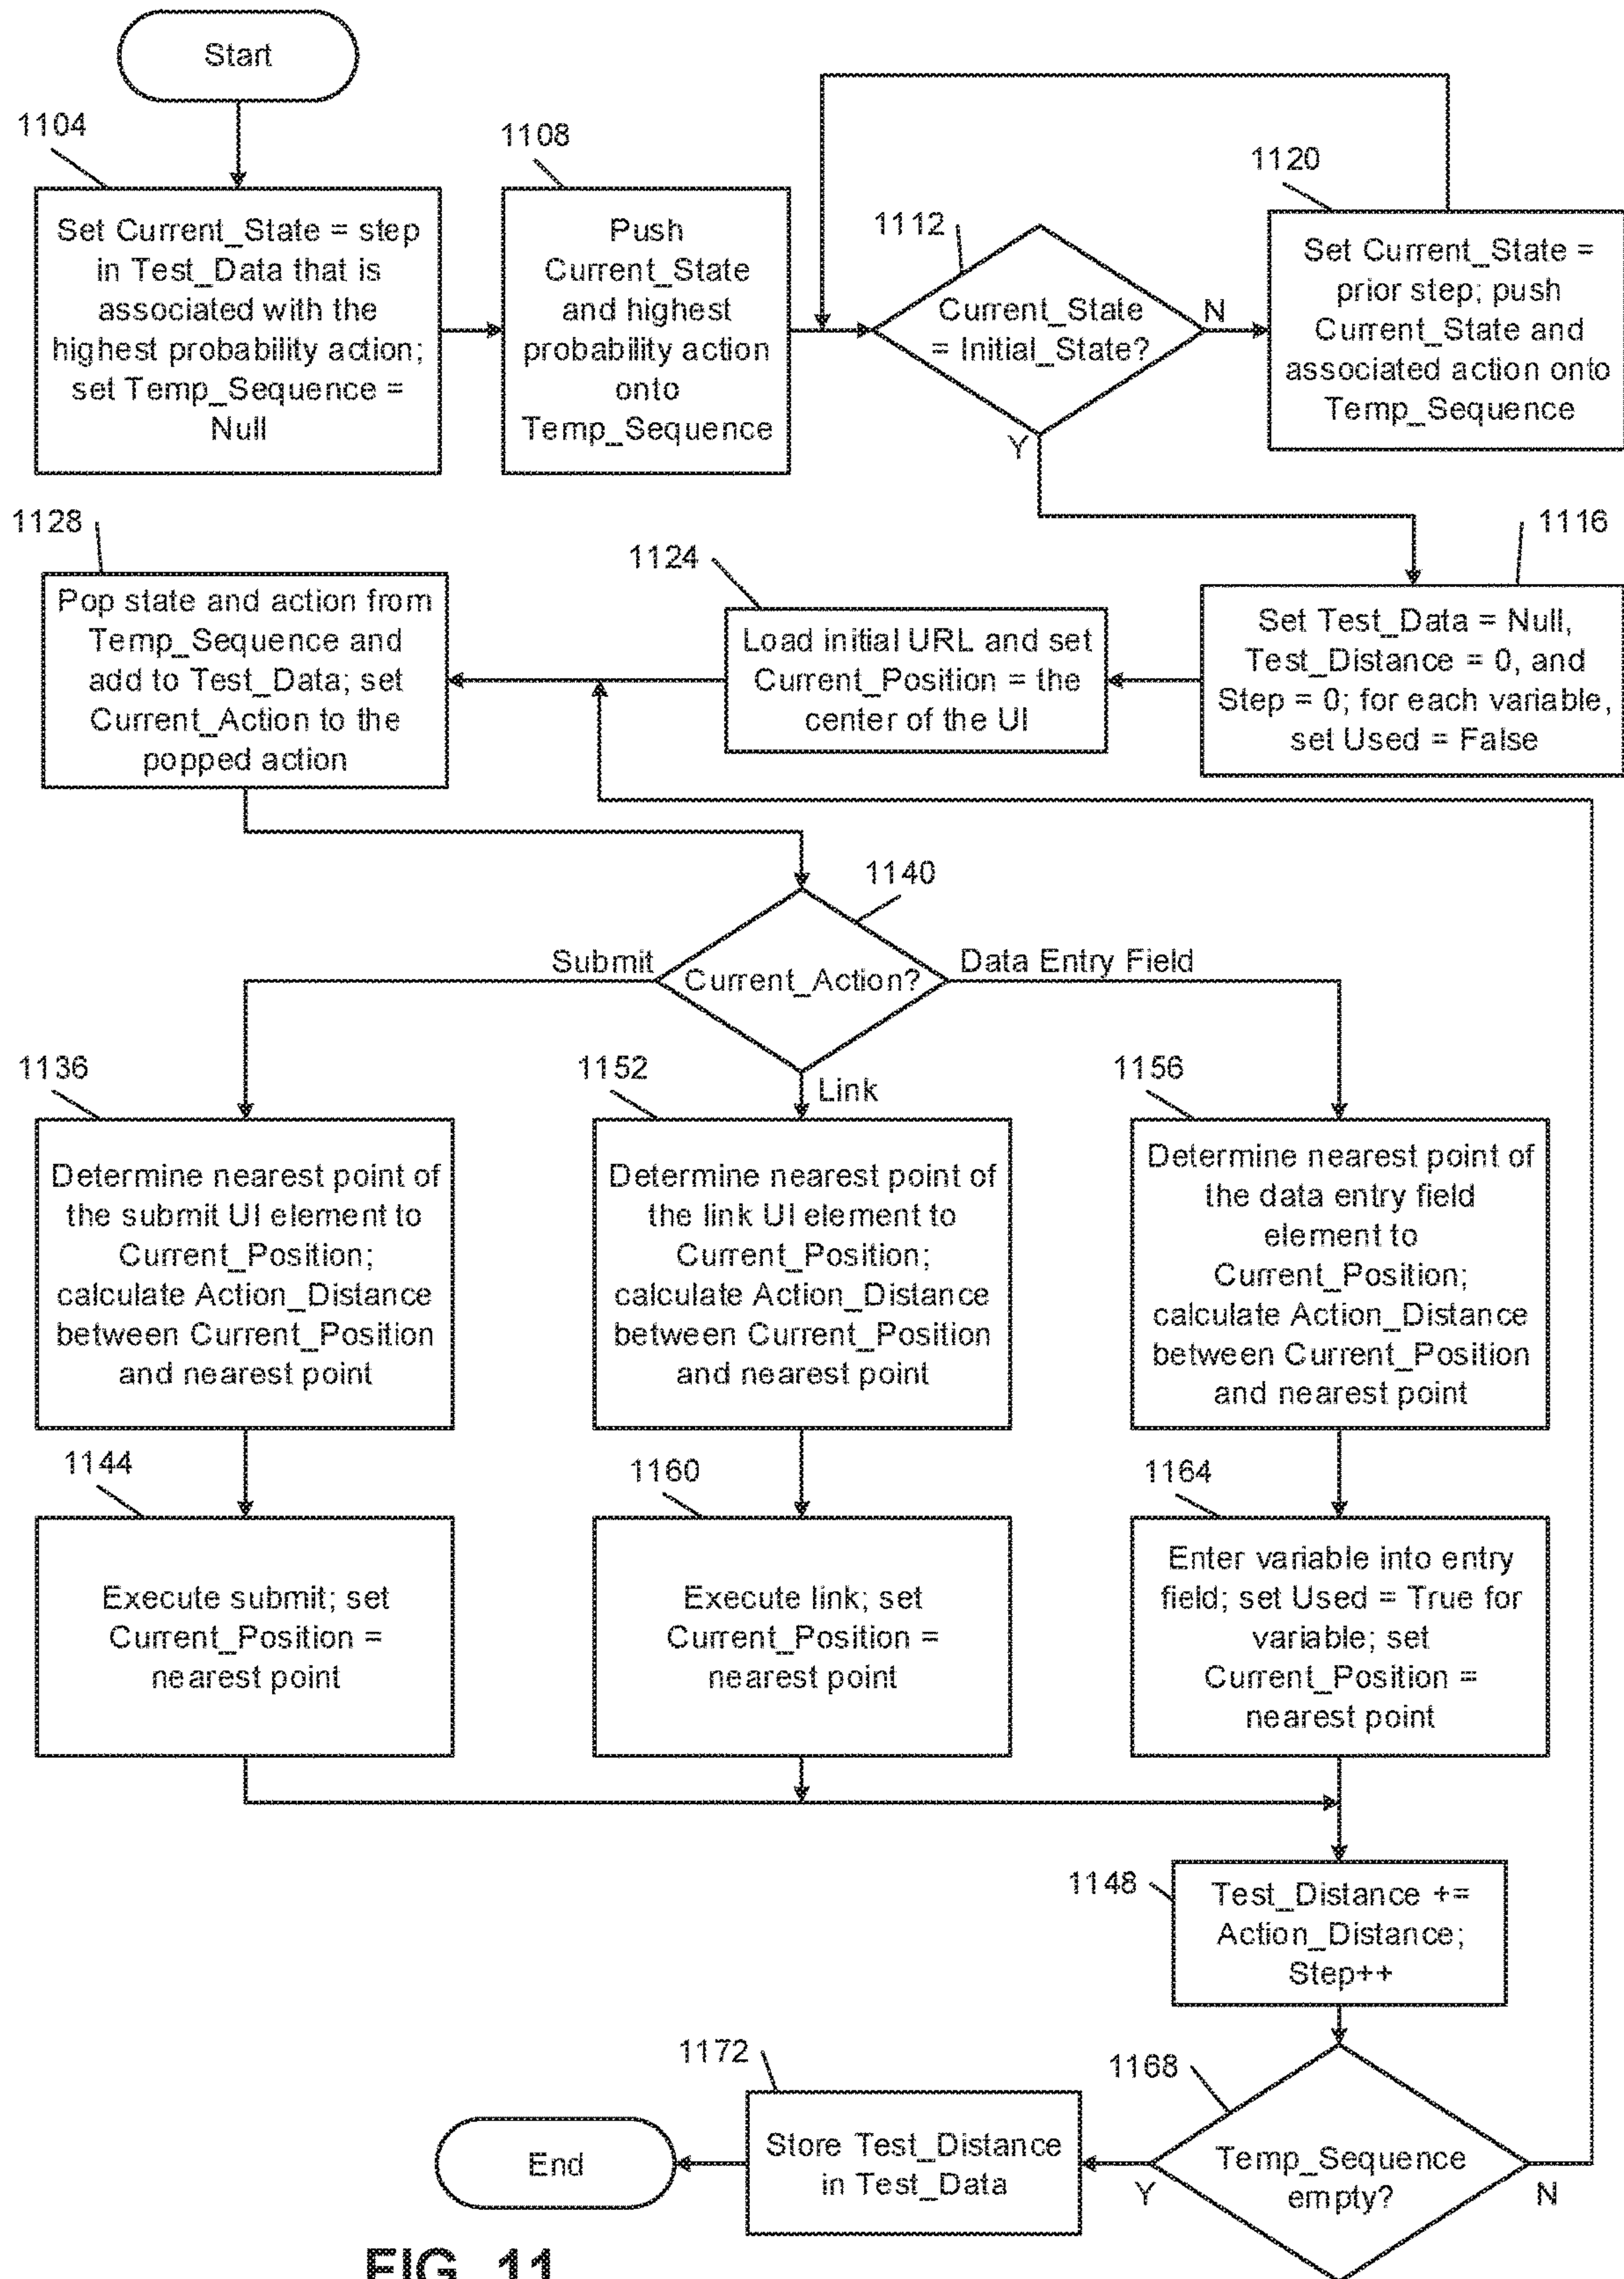 Start
1104
Set Current_State = step
in Test_Data that is
associated with the
highest probability action;
set Temp_Sequence =
Null
1108
Push
Current_State
and highest
probability action
onto
Temp_Sequence
1112
Current_State
= Initial_State?
N
Y
1120
Set Current_State =
prior step; push
Current_State and
associated action onto
Temp_Sequence
1116
Set Test_Data = Null,
Test_Distance = 0, and
Step = 0; for each variable,
set Used = False
1124
Load initial URL and set
Current_Position = the
center of the UI
1128
Pop state and action from
Temp_Sequence and
add to Test_Data; set
Current_Action to the
popped action
1140
Current_Action?
Submit
Data Entry Field
Link
1136
Determine nearest point of
the submit UI element to
Current_Position;
calculate Action_Distance
between Current_Position
and nearest point
1152
Determine nearest point of
the link UI element to
Current_Position;
calculate Action_Distance
between Current_Position
and nearest point
1156
Determine nearest point of
the data entry field
element to
Current_Position;
calculate Action_Distance
between Current_Position
and nearest point
1144
Execute submit; set
Current_Position =
nearest point
1160
Execute link; set
Current_Position =
nearest point
1164
Enter variable into entry
field; set Used = True for
variable; set
Current_Position =
nearest point
1148
Test_Distance +=
Action_Distance;
Step++
1168
Temp_Sequence
empty?
Y
N
1172
Store Test_Distance
in Test_Data
End
FIG. 11